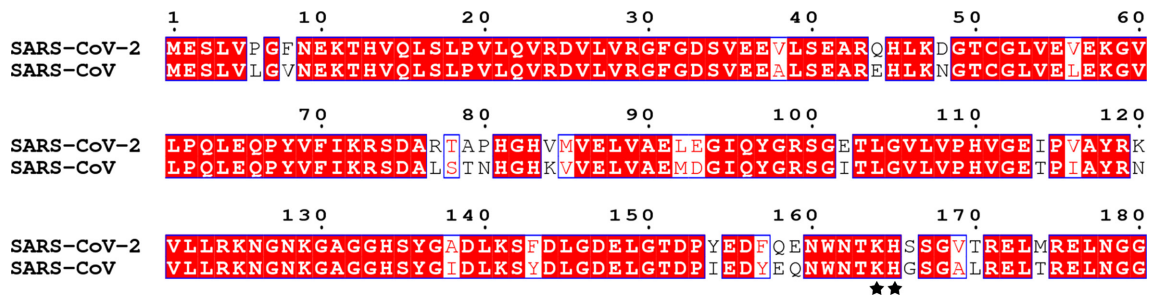 1 10 20 30 40 50 60
SARS-CoV-2 MESLVPGFNEKTHVQLSLPVLQVRDVLVRGFGDSVEEVLSEARQHLKDGTCGLVEVEKGV
SARS-CoV MESLVLGVNEKTHVQLSLPVLQVRDVLVRGFGDSVEEALSEAREHLKNGTCGLVELEKGV
70 80 90 100 110 120
SARS-CoV-2 LPQLEQPYVFIKRSDARTAPHGHVMVELVAELEGIQYGRSGETLGVLVPHVGEIPVAYRK
SARS-CoV LPQLEQPYVFIKRSDALSTNHGHKVVELVAEMDGIQYGRSGITLGVLVPHVGETPIAYRN
130 140 150 160 170 180
SARS-CoV-2 VLLRKNGNKGAGGHSYGADLKSFDLGDELGTDPYEDFQENWNTKHSSGVTRELMRELNGG
SARS-CoV VLLRKNGNKGAGGHSYGIDLKSYDLGDELGTDPIEDYEQNWNTKHGSGALRELTRELNGG